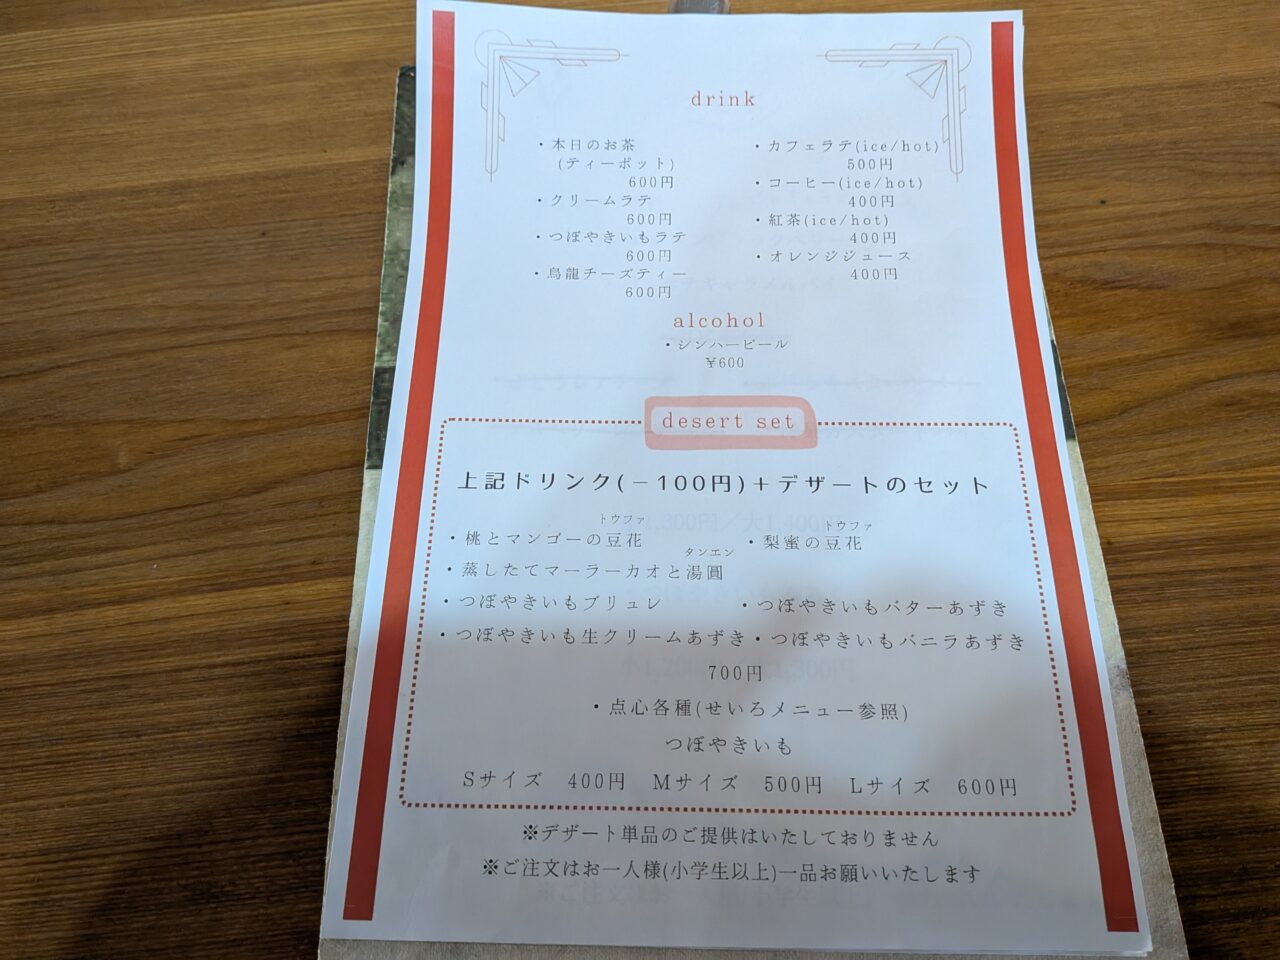 drink
・本日のお茶
(ティーポット)
600円
・クリームラテ
600円
・つぼやきいもラテ
600円
・烏龍チーズティー
600円
・カフェラテ(ice/hot)
500円
・コーヒー(ice/hot)
400円
・紅茶(ice/hot)
400円
・オレンジジュース
400円
alcohol
・シンハービール
¥600
desert set
上記ドリンク(－100円)＋デザートのセット
トウファ
・桃とマンゴーの豆花
トウファ
・梨蜜の豆花
タンエン
・蒸したてマーラーカオと湯圓
・つぼやきいもブリュレ ・つぼやきいもバターあずき
・つぼやきいも生クリームあずき・つぼやきいもバニラあずき
700円
・点心各種(せいろメニュー参照)
つぼやきいも
Sサイズ 400円 Mサイズ 500円 Lサイズ 600円
※デザート単品のご提供はいたしておりません
※ご注文はお一人様(小学生以上)一品お願いいたします